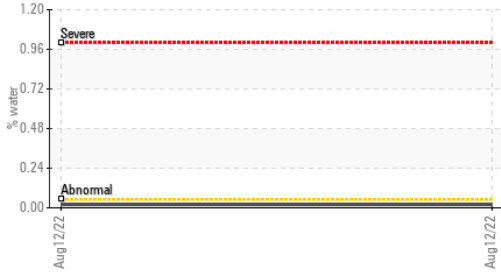 1.20
Severe
0.96
0.72
% water
0.48
0.24
Abnormal
0.00
Aug12/22
Aug12/22